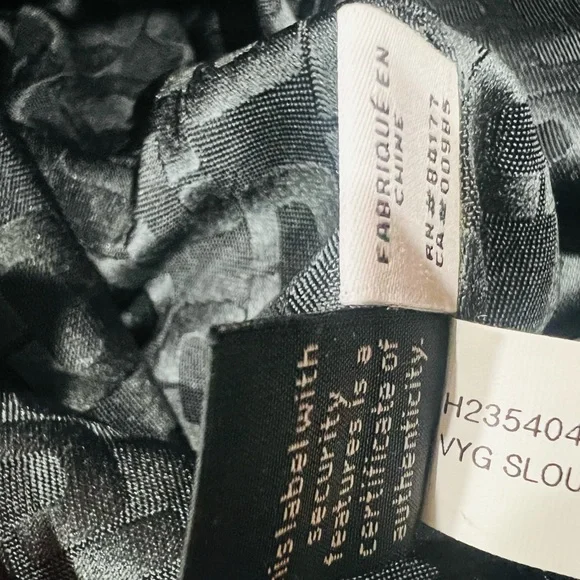 FABRIQUÉ EN
CHINE
RN# 80177
CA# 00985
this label with
security
features is a
certificate of
authenticity.
H235404
VYG SLOU